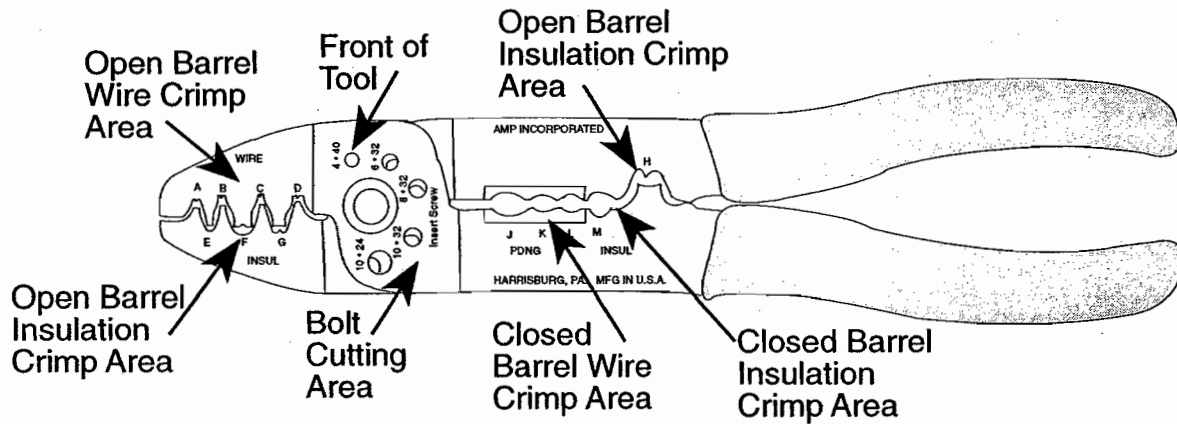 Open Barrel
Wire Crimp
Area
Front of
Tool
Open Barrel
Insulation Crimp
Area
WIRE
A B C D
E F G
INSUL
4 + 40
6 + 32
8 + 32
10 + 32
10 + 24
Insert Screw
AMP INCORPORATED
H
J K L M
PDNG INSUL
HARRISBURG, PA. MFG IN U.S.A.
Open Barrel
Insulation
Crimp Area
Bolt
Cutting
Area
Closed
Barrel Wire
Crimp Area
Closed Barrel
Insulation
Crimp Area